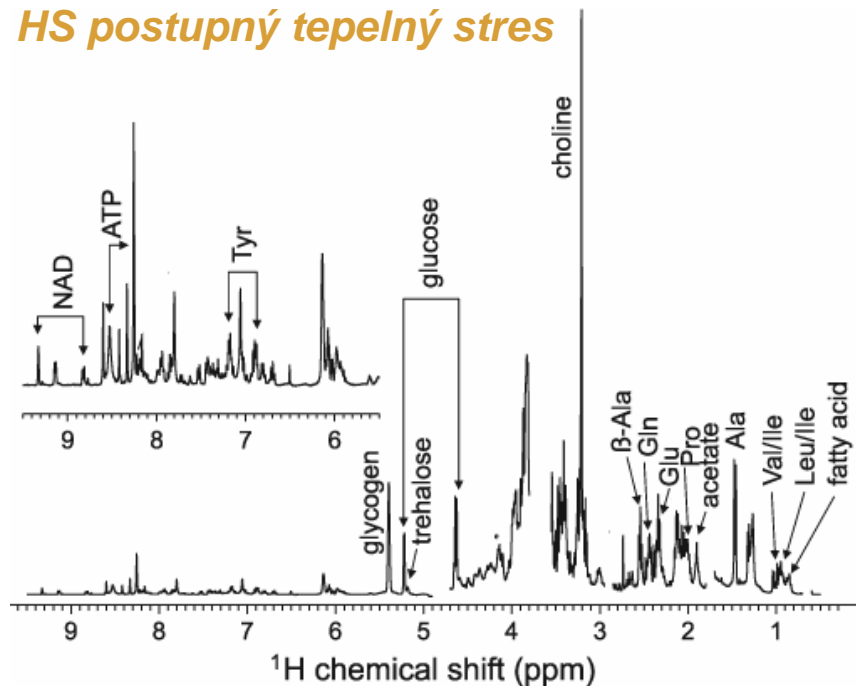 HS postupný tepelný stres
NAD
ATP
Tyr
9 8 7 6
glycogen
trehalose
glucose
choline
ß-Ala
Gln
Glu
Pro
acetate
Ala
Val/Ile
Leu/Ile
fatty acid
9 8 7 6 5 4 3 2 1
¹H chemical shift (ppm)